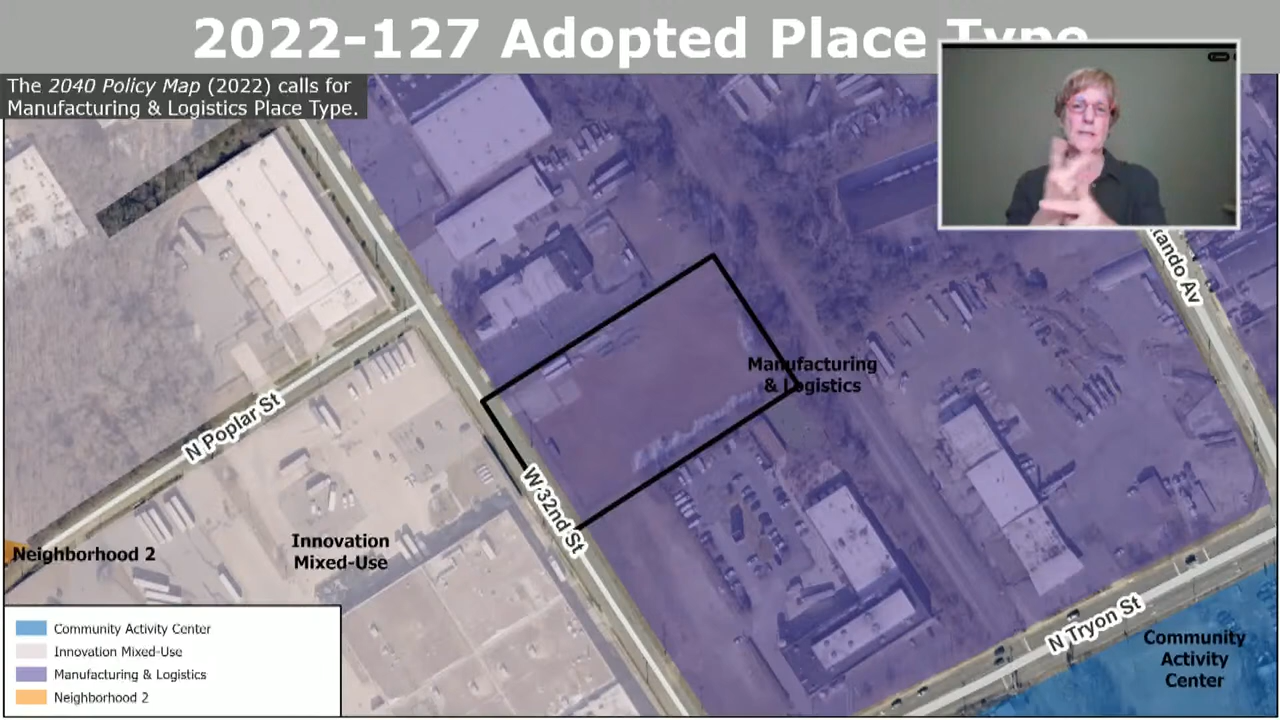 2022-127 Adopted Place Type
The 2040 Policy Map (2022) calls for
Manufacturing & Logistics Place Type.
Manufacturing
& Logistics
N Poplar St
W 32nd St
Neighborhood 2
Innovation
Mixed-Use
N Tryon St
Community
Activity
Center
Community Activity Center
Innovation Mixed-Use
Manufacturing & Logistics
Neighborhood 2